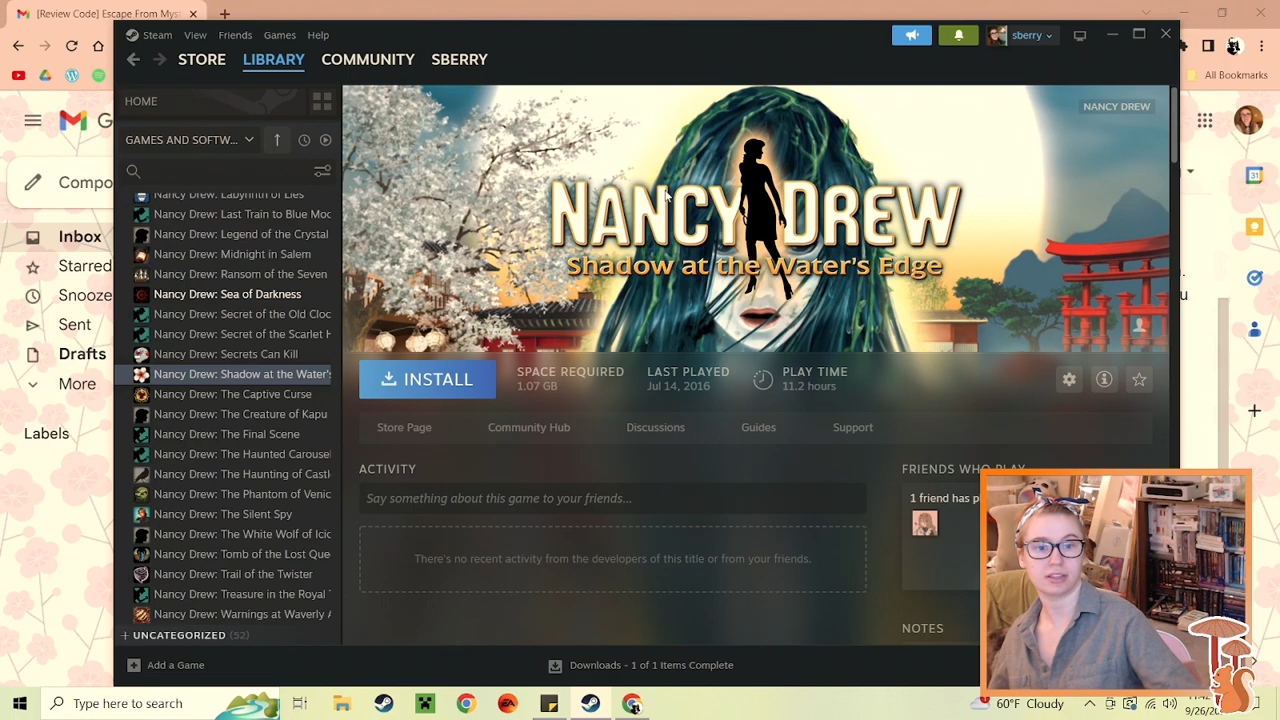 [Review Code] Escape From Mys
Steam View Friends Games Help
sberry
STORE LIBRARY COMMUNITY SBERRY
All Bookmarks
HOME
NANCY DREW
GAMES AND SOFTW...
NANCY DREW
Shadow at the Water's Edge
Compo
Inbox
Starred
Snooze
Sent
Drafts
More
Labels
Nancy Drew: Labyrinth of Lies
Nancy Drew: Last Train to Blue Moo
Nancy Drew: Legend of the Crystal
Nancy Drew: Midnight in Salem
Nancy Drew: Ransom of the Seven
Nancy Drew: Sea of Darkness
Nancy Drew: Secret of the Old Cloc
Nancy Drew: Secret of the Scarlet H
Nancy Drew: Secrets Can Kill
Nancy Drew: Shadow at the Water's
Nancy Drew: The Captive Curse
Nancy Drew: The Creature of Kapu
Nancy Drew: The Final Scene
Nancy Drew: The Haunted Carouse
Nancy Drew: The Haunting of Castl
Nancy Drew: The Phantom of Venic
Nancy Drew: The Silent Spy
Nancy Drew: The White Wolf of Icic
Nancy Drew: Tomb of the Lost Que
Nancy Drew: Trail of the Twister
Nancy Drew: Treasure in the Royal T
Nancy Drew: Warnings at Waverly A
UNCATEGORIZED (52)
INSTALL
SPACE REQUIRED
1.07 GB
LAST PLAYED
Jul 14, 2016
PLAY TIME
11.2 hours
Store Page Community Hub Discussions Guides Support
ACTIVITY
Say something about this game to your friends...
There's no recent activity from the developers of this title or from your friends.
FRIENDS WHO PLAY
1 friend has p
NOTES
Add a Game
Downloads - 1 of 1 Items Complete
Type here to search
60°F Cloudy